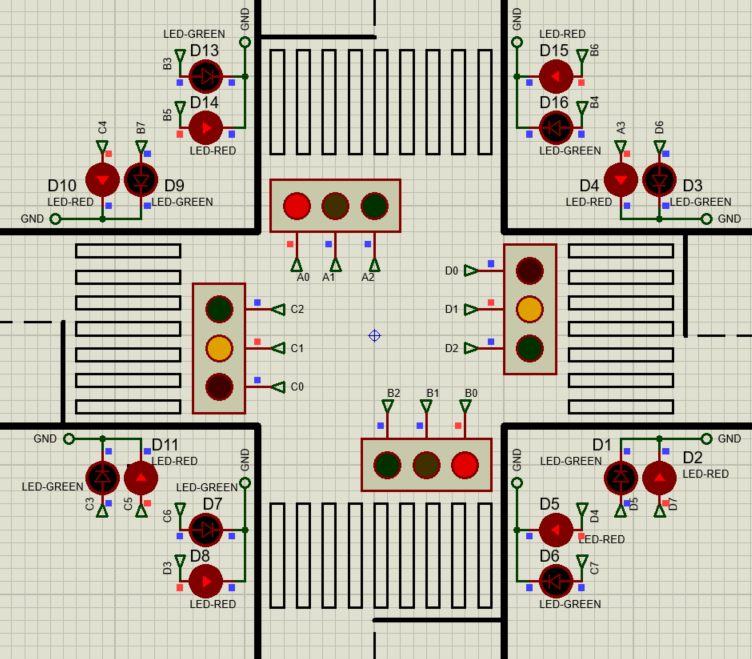 LED-GREEN
D13
B3
GND
D14
B5
LED-RED
GND
LED-RED
D15
B6
D16
B4
LED-GREEN
C4
B7
D10
LED-RED
D9
LED-GREEN
GND
A3
D6
D4
LED-RED
D3
LED-GREEN
GND
A0
A1
A2
D0
D1
D2
C2
C1
C0
B2
B1
B0
GND
D11
LED-RED
LED-GREEN
C3
C5
LED-GREEN
GND
D7
C6
D8
D3
LED-RED
D1
GND
LED-GREEN
D2
LED-RED
D5
D7
GND
D5
D4
LED-RED
D6
C7
LED-GREEN